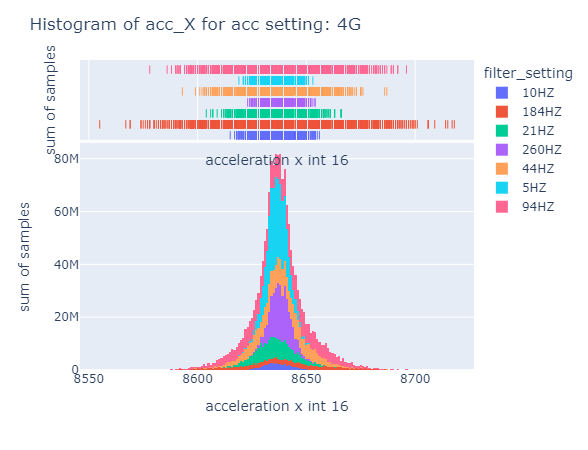 Histogram of acc_X for acc setting: 4G
sum of samples
filter_setting
10HZ
184HZ
21HZ
260HZ
44HZ
5HZ
94HZ
acceleration x int 16
80M
60M
40M
20M
0
sum of samples
8550
8600
8650
8700
acceleration x int 16